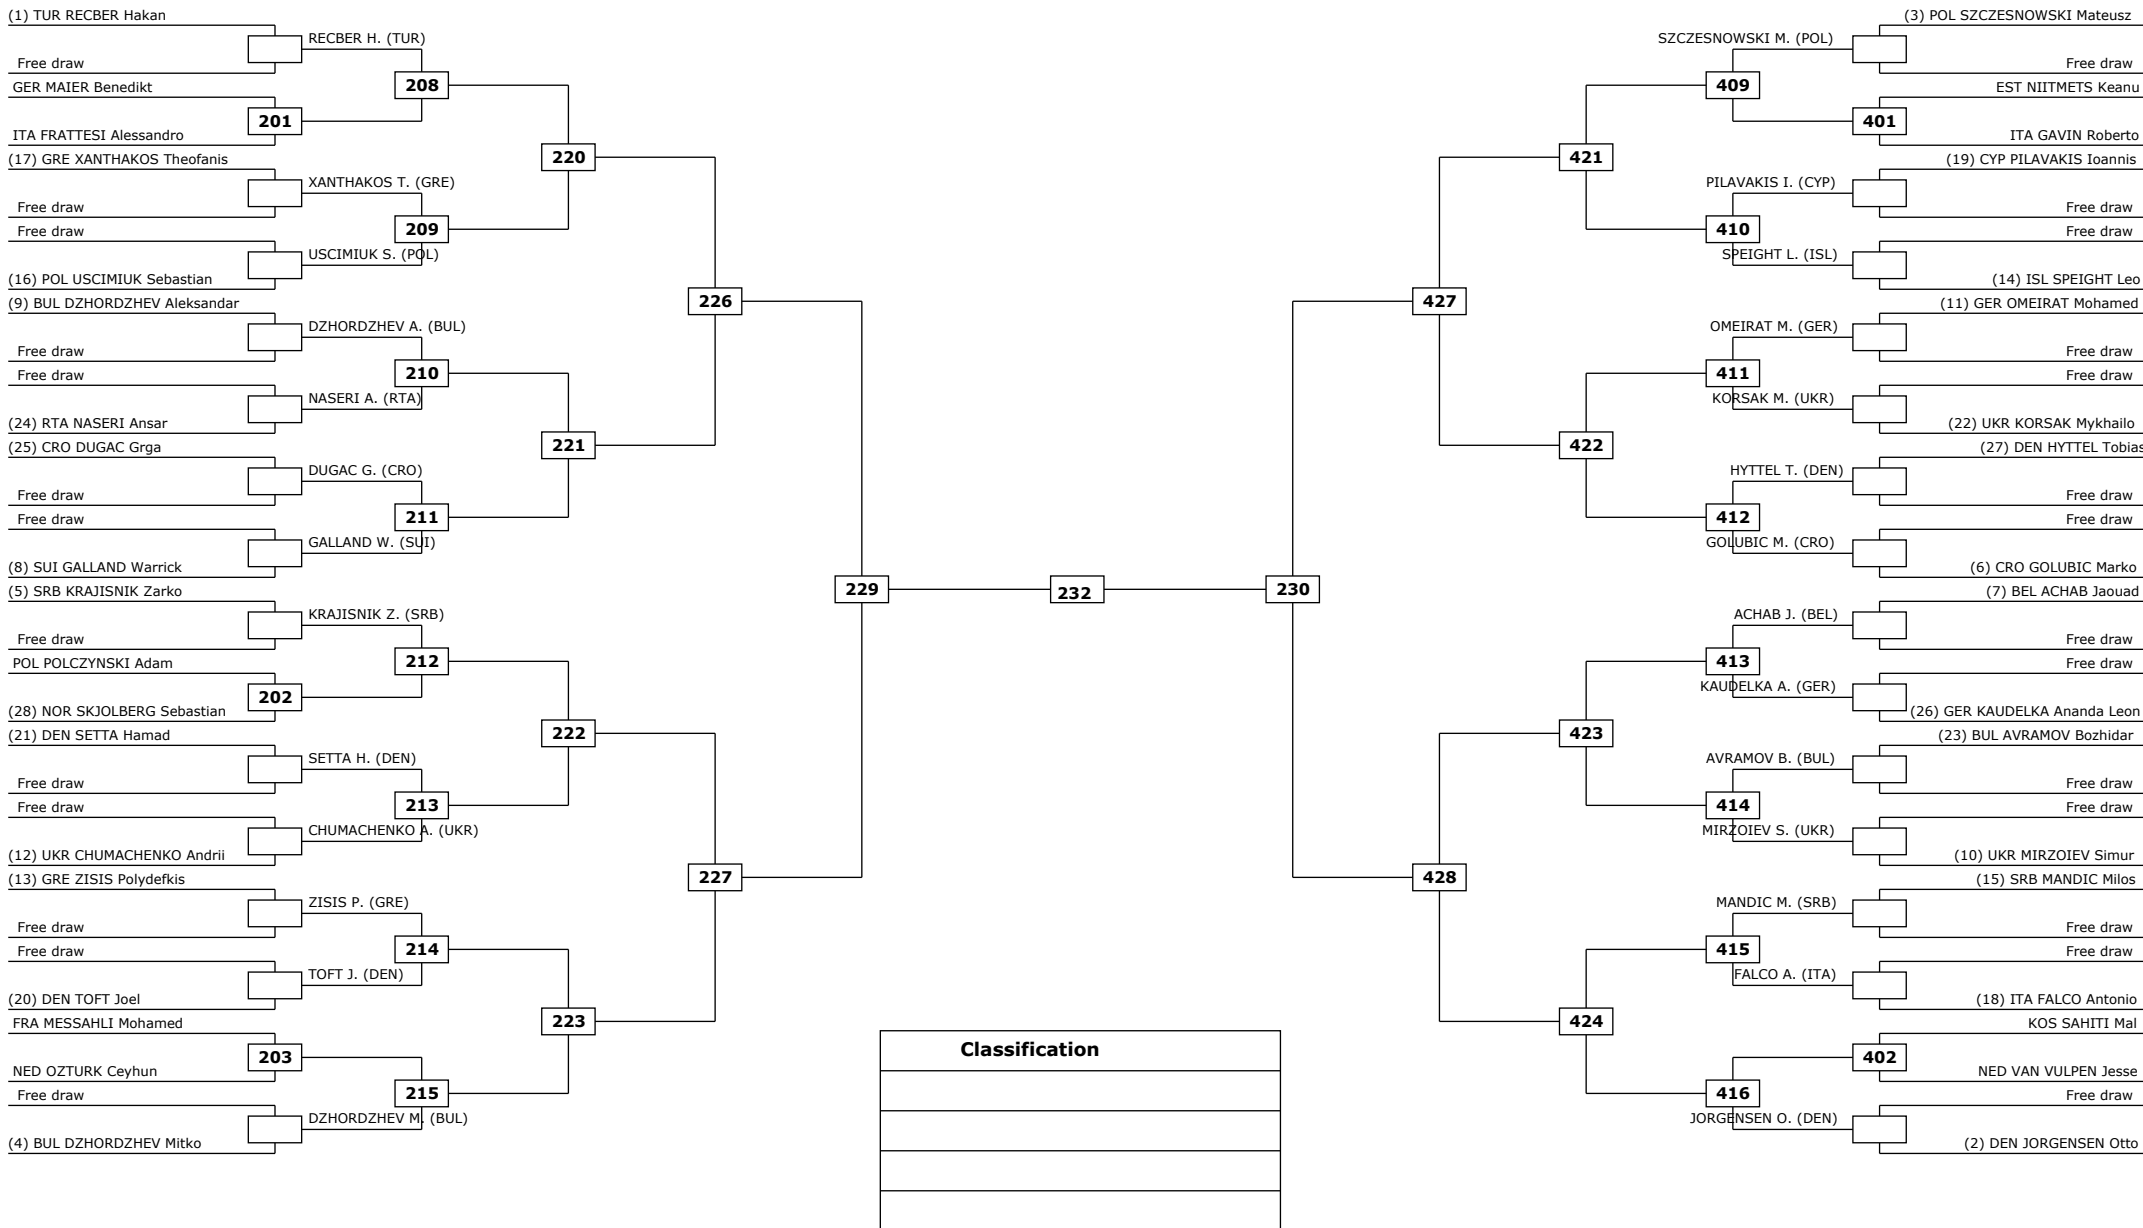 (1) TUR RECBER Hakan
RECBER H. (TUR)
Free draw
208
GER MAIER Benedikt
201
ITA FRATTESI Alessandro
220
(17) GRE XANTHAKOS Theofanis
XANTHAKOS T. (GRE)
Free draw
209
Free draw
USCIMIUK S. (POL)
(16) POL USCIMIUK Sebastian
226
(9) BUL DZHORDZHEV Aleksandar
DZHORDZHEV A. (BUL)
Free draw
210
Free draw
NASERI A. (RTA)
(24) RTA NASERI Ansar
221
(25) CRO DUGAC Grga
DUGAC G. (CRO)
Free draw
211
Free draw
GALLAND W. (SUI)
(8) SUI GALLAND Warrick
229
(5) SRB KRAJISNIK Zarko
KRAJISNIK Z. (SRB)
Free draw
212
POL POLCZYNSKI Adam
202
(28) NOR SKJOLBERG Sebastian
222
(21) DEN SETTA Hamad
SETTA H. (DEN)
Free draw
213
Free draw
CHUMACHENKO A. (UKR)
(12) UKR CHUMACHENKO Andrii
227
(13) GRE ZISIS Polydefkis
ZISIS P. (GRE)
Free draw
214
Free draw
TOFT J. (DEN)
(20) DEN TOFT Joel
223
FRA MESSAHLI Mohamed
203
NED OZTURK Ceyhun
215
Free draw
DZHORDZHEV M. (BUL)
(4) BUL DZHORDZHEV Mitko
232
(3) POL SZCZESNOWSKI Mateusz
SZCZESNOWSKI M. (POL)
Free draw
409
EST NIITMETS Keanu
401
ITA GAVIN Roberto
421
(19) CYP PILAVAKIS Ioannis
PILAVAKIS I. (CYP)
Free draw
410
Free draw
SPEIGHT L. (ISL)
(14) ISL SPEIGHT Leo
427
(11) GER OMEIRAT Mohamed
OMEIRAT M. (GER)
Free draw
411
Free draw
KORSAK M. (UKR)
(22) UKR KORSAK Mykhailo
422
(27) DEN HYTTEL Tobias
HYTTEL T. (DEN)
Free draw
412
Free draw
GOLUBIC M. (CRO)
(6) CRO GOLUBIC Marko
230
(7) BEL ACHAB Jaouad
ACHAB J. (BEL)
Free draw
413
Free draw
KAUDELKA A. (GER)
(26) GER KAUDELKA Ananda Leon
423
(23) BUL AVRAMOV Bozhidar
AVRAMOV B. (BUL)
Free draw
414
Free draw
MIRZOIEV S. (UKR)
(10) UKR MIRZOIEV Simur
428
(15) SRB MANDIC Milos
MANDIC M. (SRB)
Free draw
415
Free draw
FALCO A. (ITA)
(18) ITA FALCO Antonio
424
KOS SAHITI Mal
402
NED VAN VULPEN Jesse
416
Free draw
JORGENSEN O. (DEN)
(2) DEN JORGENSEN Otto
Classification